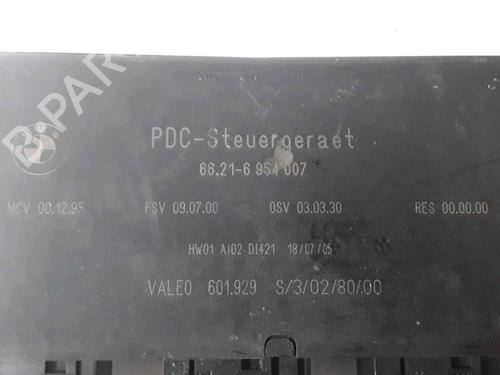 B-PARTS
PDC-Steuergeraet
66.21-6 954 007
MCV 00.12.95 FSV 09.07.00 OSV 03.03.30 RES 00.00.00
HW01 AI02 DI421 18/07/05
VALEO 601.929 S/3/02/80/00